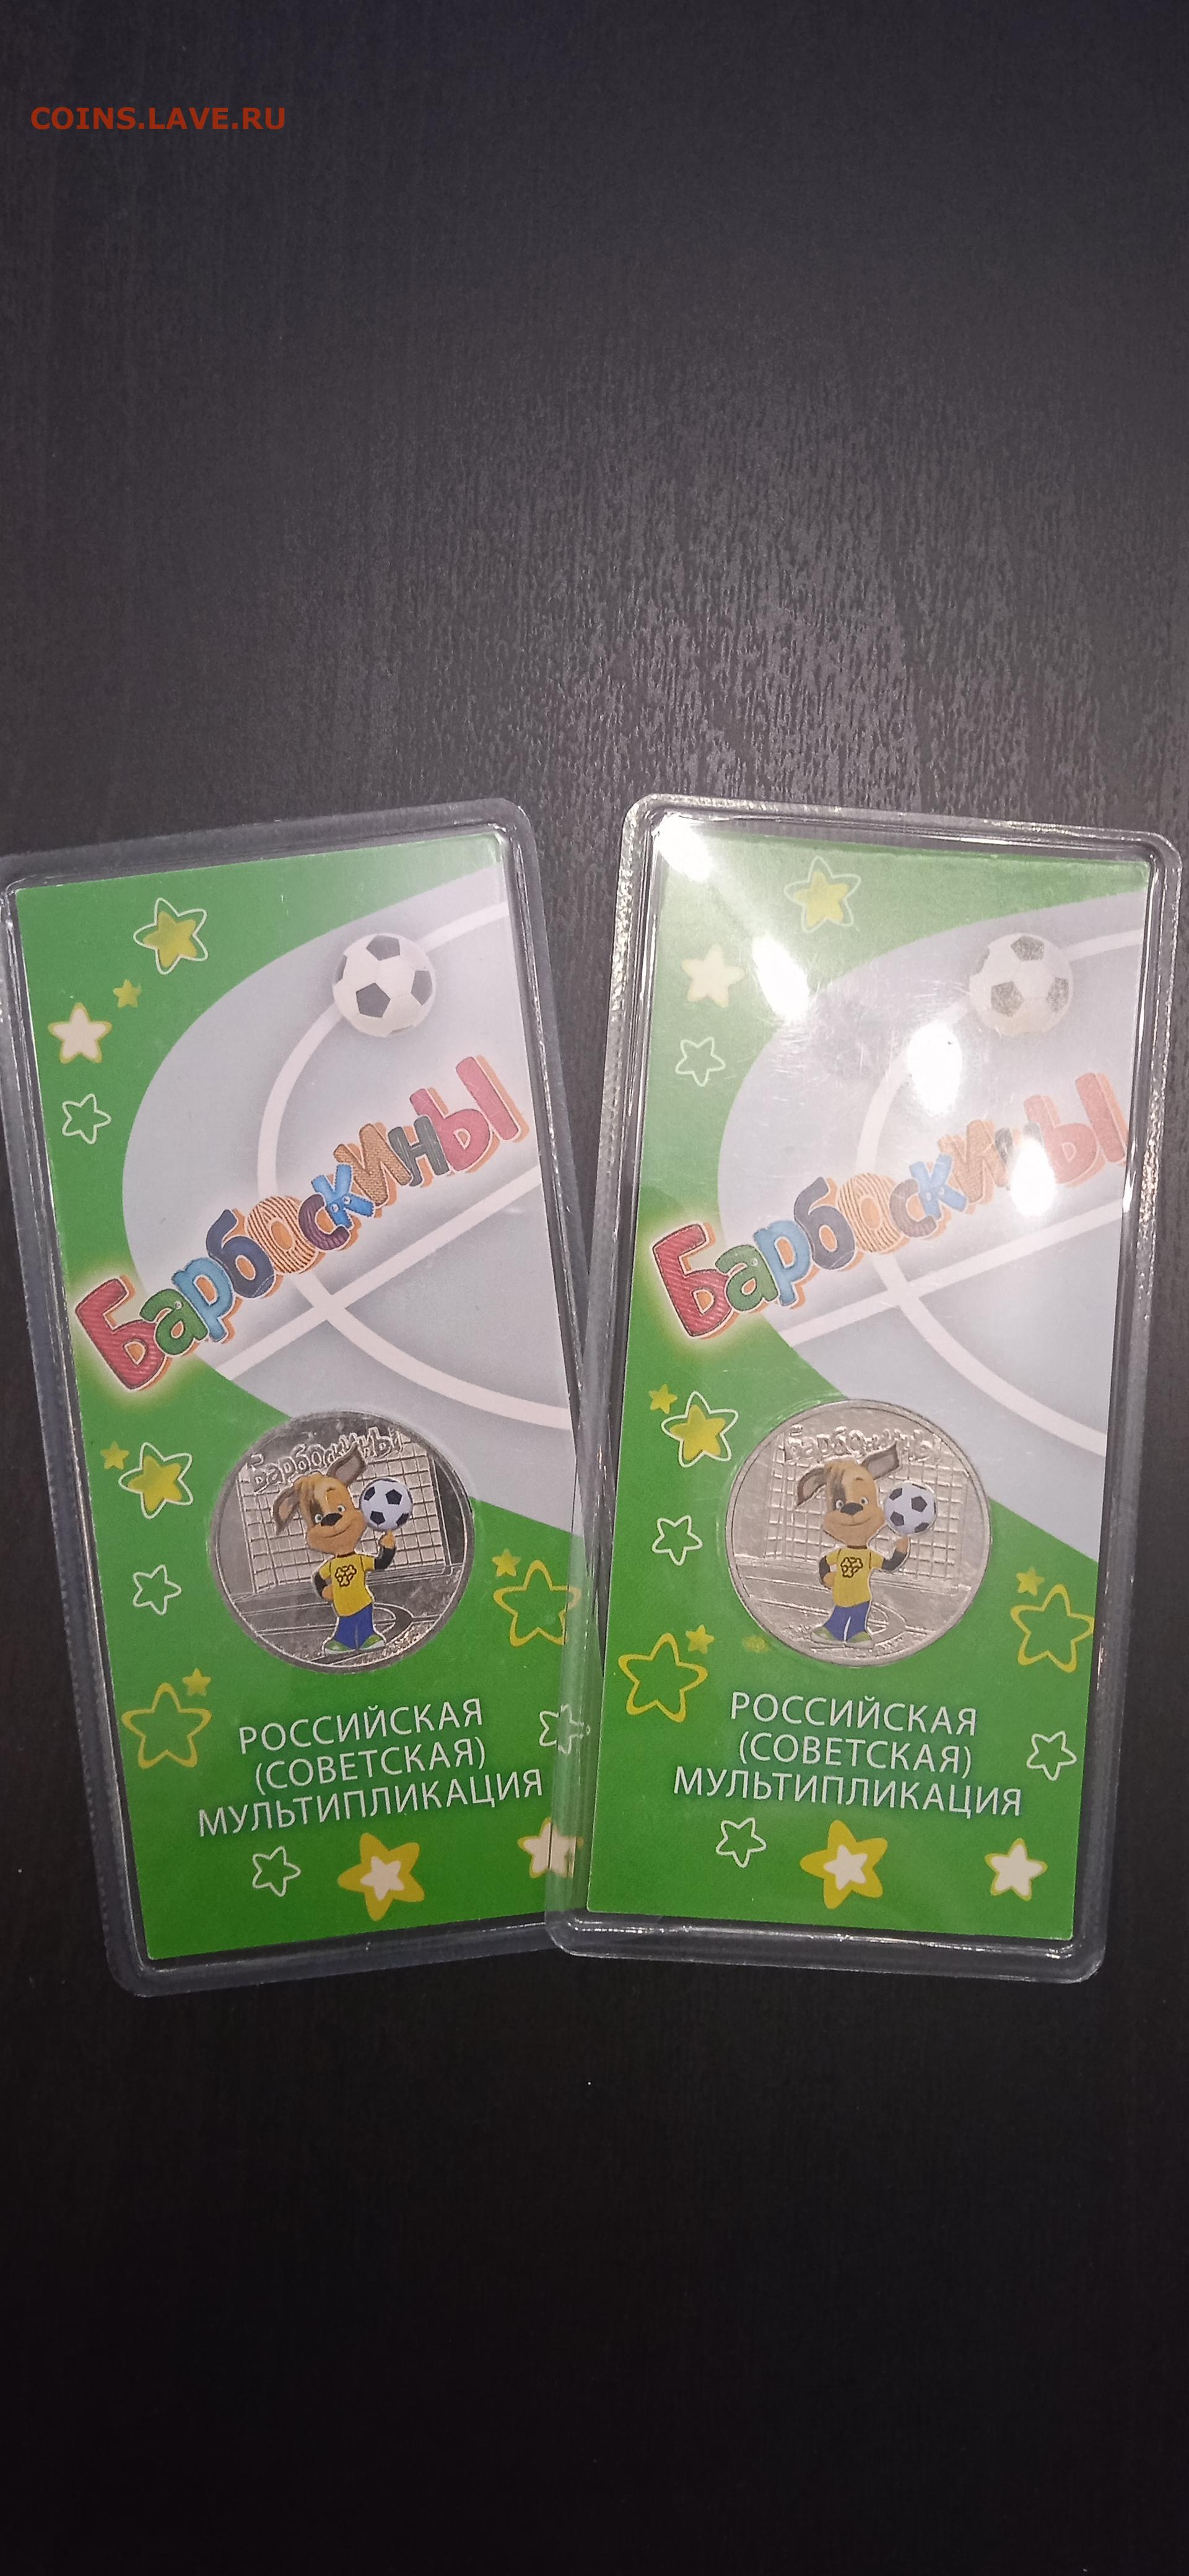 COINS.LAVE.RU
Барбоскины
Барбоскины
РОССИЙСКАЯ
(СОВЕТСКАЯ)
МУЛЬТИПЛИКАЦИЯ
Барбоскины
Барбоскины
РОССИЙСКАЯ
(СОВЕТСКАЯ)
МУЛЬТИПЛИКАЦИЯ